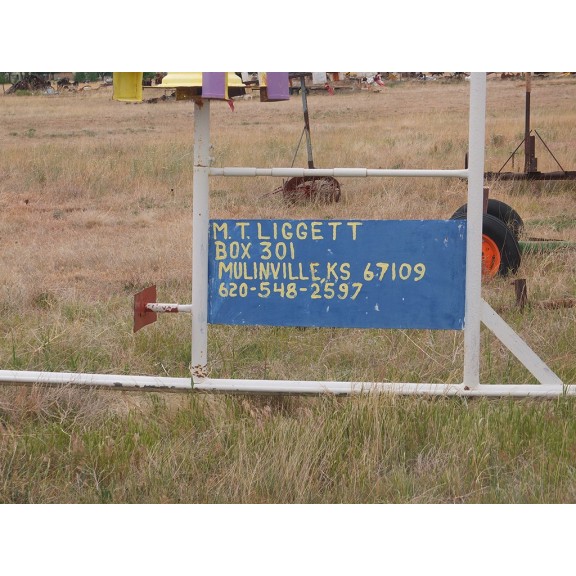 M.T. LIGGETT
BOX 301
MULINVILLE, KS 67109
620-548-2597